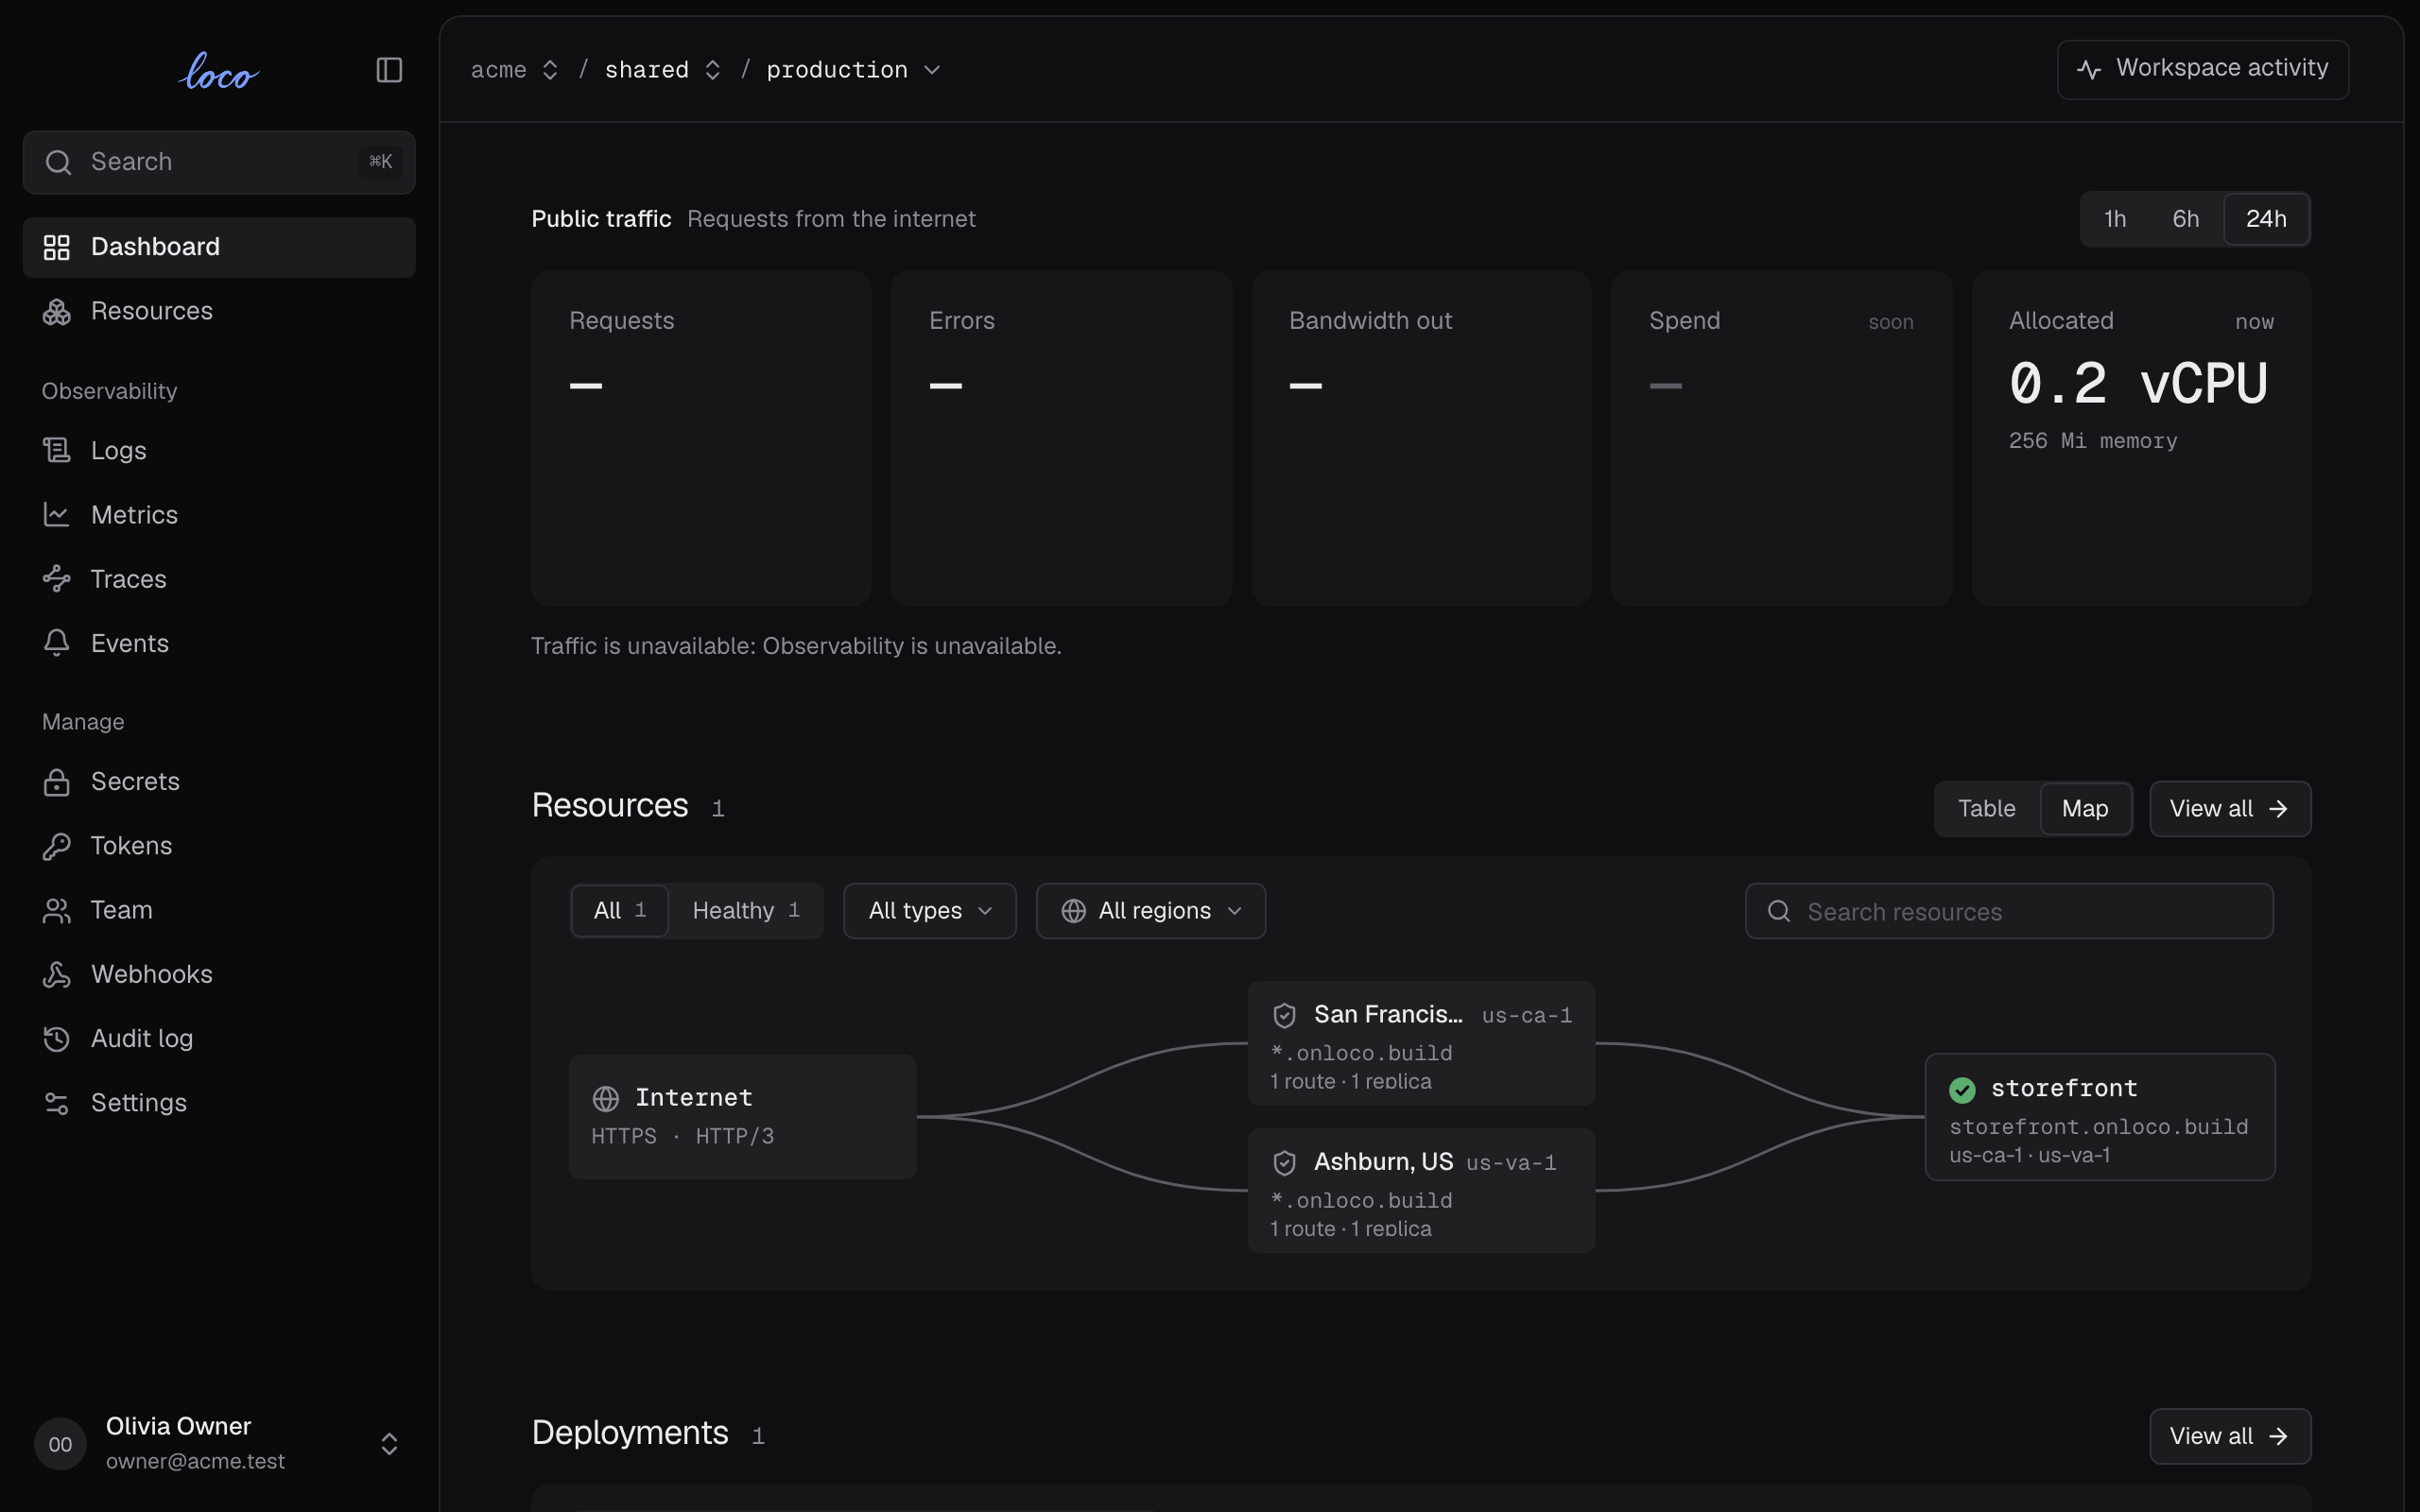 loco
Search ⌘K
Dashboard
Resources
Observability
Logs
Metrics
Traces
Events
Manage
Secrets
Tokens
Team
Webhooks
Audit log
Settings
OO Olivia Owner
owner@acme.test
acme / shared / production
Workspace activity
Public traffic Requests from the internet
1h 6h 24h
Requests
—
Errors
—
Bandwidth out
—
Spend soon
—
Allocated now
0.2 vCPU
256 Mi memory
Traffic is unavailable: Observability is unavailable.
Resources 1
Table Map View all →
All 1 Healthy 1 All types All regions Search resources
Internet
HTTPS · HTTP/3
San Francis... us-ca-1
*.onloco.build
1 route · 1 replica
Ashburn, US us-va-1
*.onloco.build
1 route · 1 replica
storefront
storefront.onloco.build
us-ca-1 · us-va-1
Deployments 1
View all →